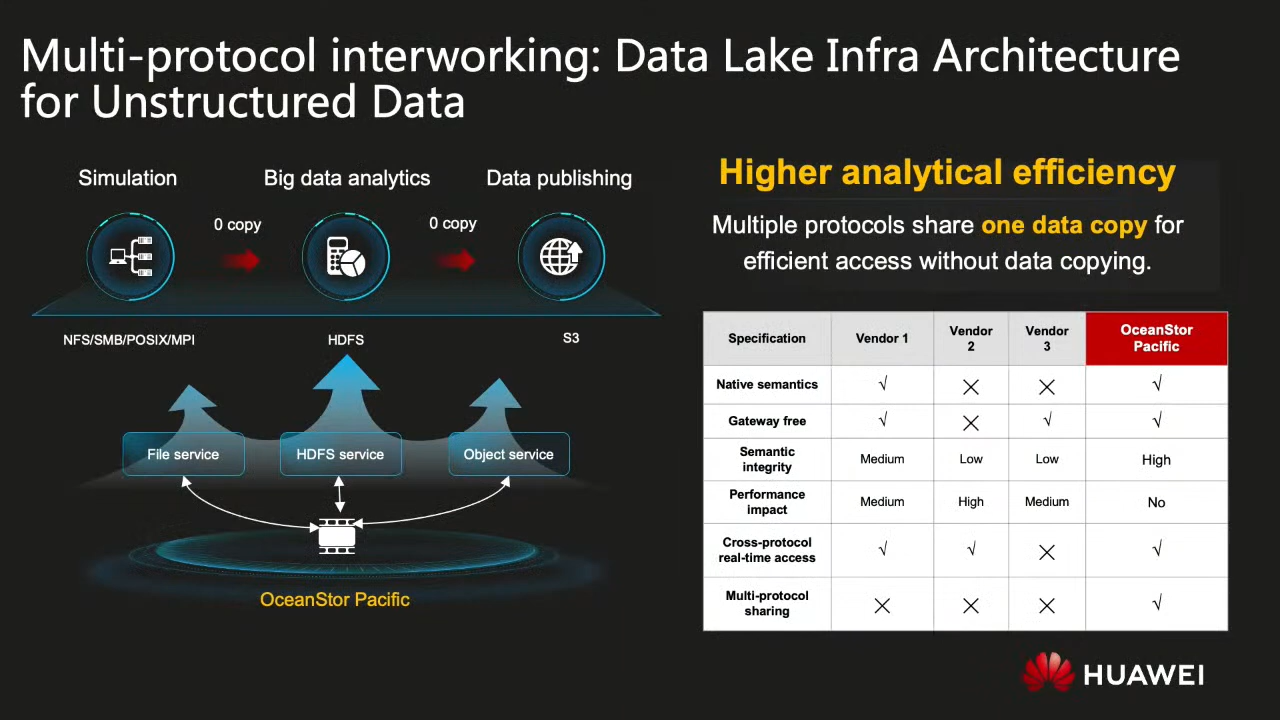 Multi-protocol interworking: Data Lake Infra Architecture
for Unstructured Data
Simulation
Big data analytics
Data publishing
0 copy
0 copy
NFS/SMB/POSIX/MPI
HDFS
S3
File service
HDFS service
Object service
OceanStor Pacific
Higher analytical efficiency
Multiple protocols share one data copy for
efficient access without data copying.
Specification
Vendor 1
Vendor
2
Vendor
3
OceanStor
Pacific
Native semantics
√
×
×
√
Gateway free
√
×
√
√
Semantic
integrity
Medium
Low
Low
High
Performance
impact
Medium
High
Medium
No
Cross-protocol
real-time access
√
√
×
√
Multi-protocol
sharing
×
×
×
√
HUAWEI